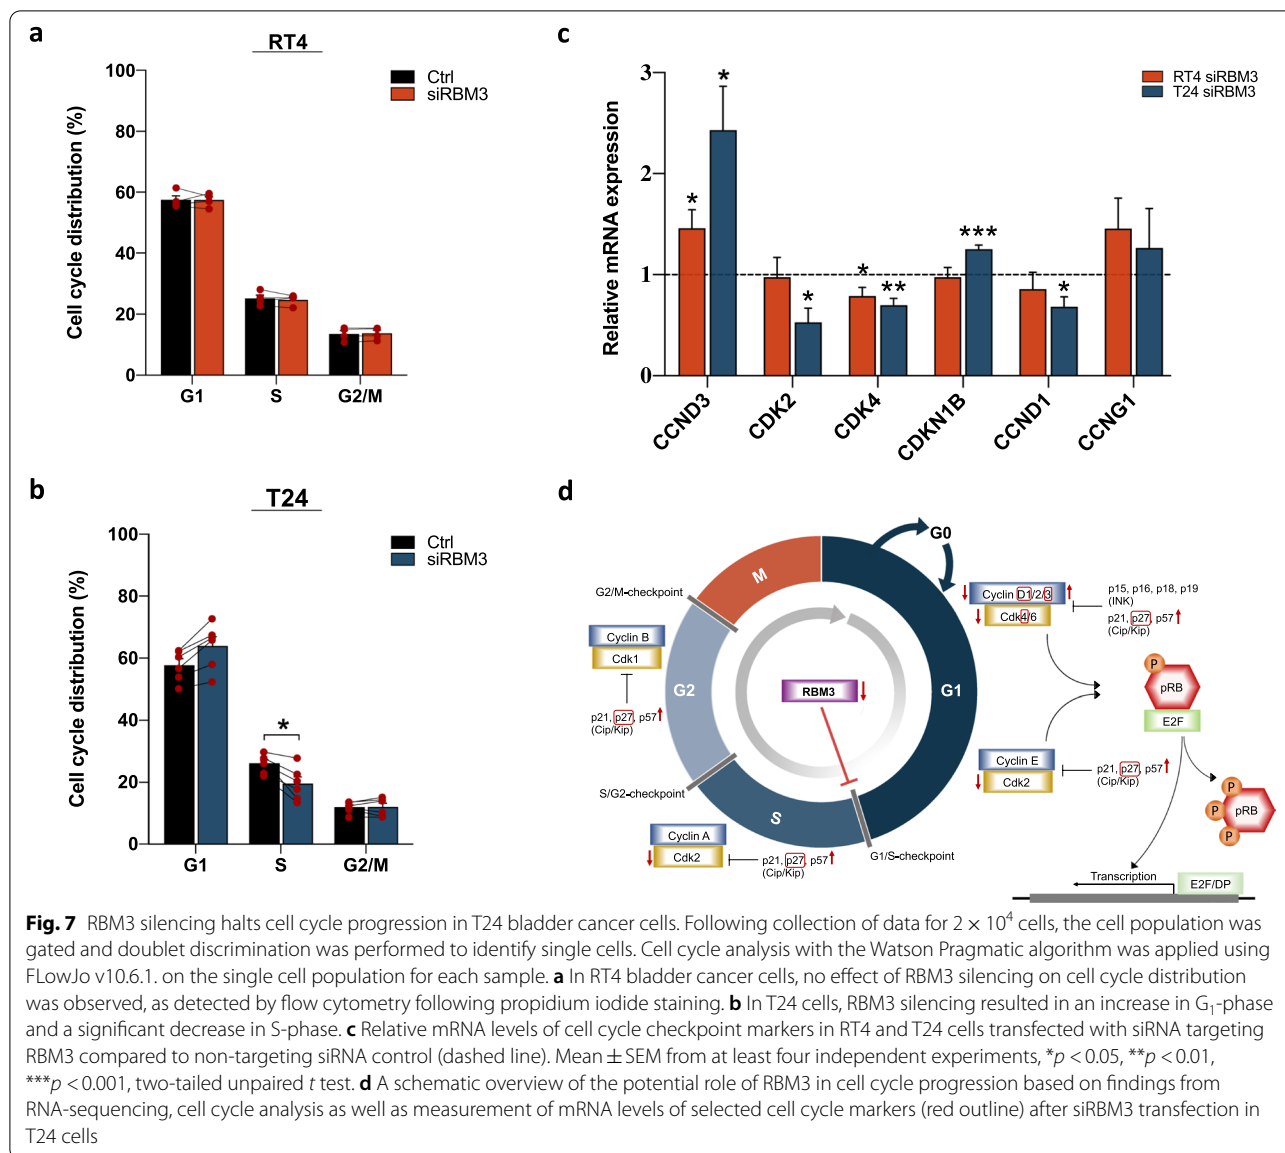 a
RT4
Ctrl
siRBM3
Cell cycle distribution (%)
100
80
60
40
20
0
G1 S G2/M
c
RT4 siRBM3
T24 siRBM3
Relative mRNA expression
3
2
1
1
0
* * * * ** *** *
CCND3 CDK2 CDK4 CDKN1B CCND1 CCNG1
b
T24
Ctrl
siRBM3
Cell cycle distribution (%)
100
80
60
40
20
0
*
G1 S G2/M
d
G0
M
G1
G2
S
G2/M-checkpoint
S/G2-checkpoint
G1/S-checkpoint
RBM3
Cyclin B
Cdk1
p21, p27, p57
(Cip/Kip)
Cyclin A
Cdk2
p21, p27, p57
(Cip/Kip)
Cyclin D1/2/3
Cdk4/6
p15, p16, p18, p19
(INK)
p21, p27, p57
(Cip/Kip)
Cyclin E
Cdk2
p21, p27, p57
(Cip/Kip)
P
pRB
E2F
P
P
P
pRB
Transcription
E2F/DP
Fig. 7 RBM3 silencing halts cell cycle progression in T24 bladder cancer cells. Following collection of data for 2 × 10⁴ cells, the cell population was
gated and doublet discrimination was performed to identify single cells. Cell cycle analysis with the Watson Pragmatic algorithm was applied using
FLowJo v10.6.1. on the single cell population for each sample. a In RT4 bladder cancer cells, no effect of RBM3 silencing on cell cycle distribution
was observed, as detected by flow cytometry following propidium iodide staining. b In T24 cells, RBM3 silencing resulted in an increase in G₁-phase
and a significant decrease in S-phase. c Relative mRNA levels of cell cycle checkpoint markers in RT4 and T24 cells transfected with siRNA targeting
RBM3 compared to non-targeting siRNA control (dashed line). Mean ± SEM from at least four independent experiments, *p < 0.05, **p < 0.01,
***p < 0.001, two-tailed unpaired t test. d A schematic overview of the potential role of RBM3 in cell cycle progression based on findings from
RNA-sequencing, cell cycle analysis as well as measurement of mRNA levels of selected cell cycle markers (red outline) after siRBM3 transfection in
T24 cells